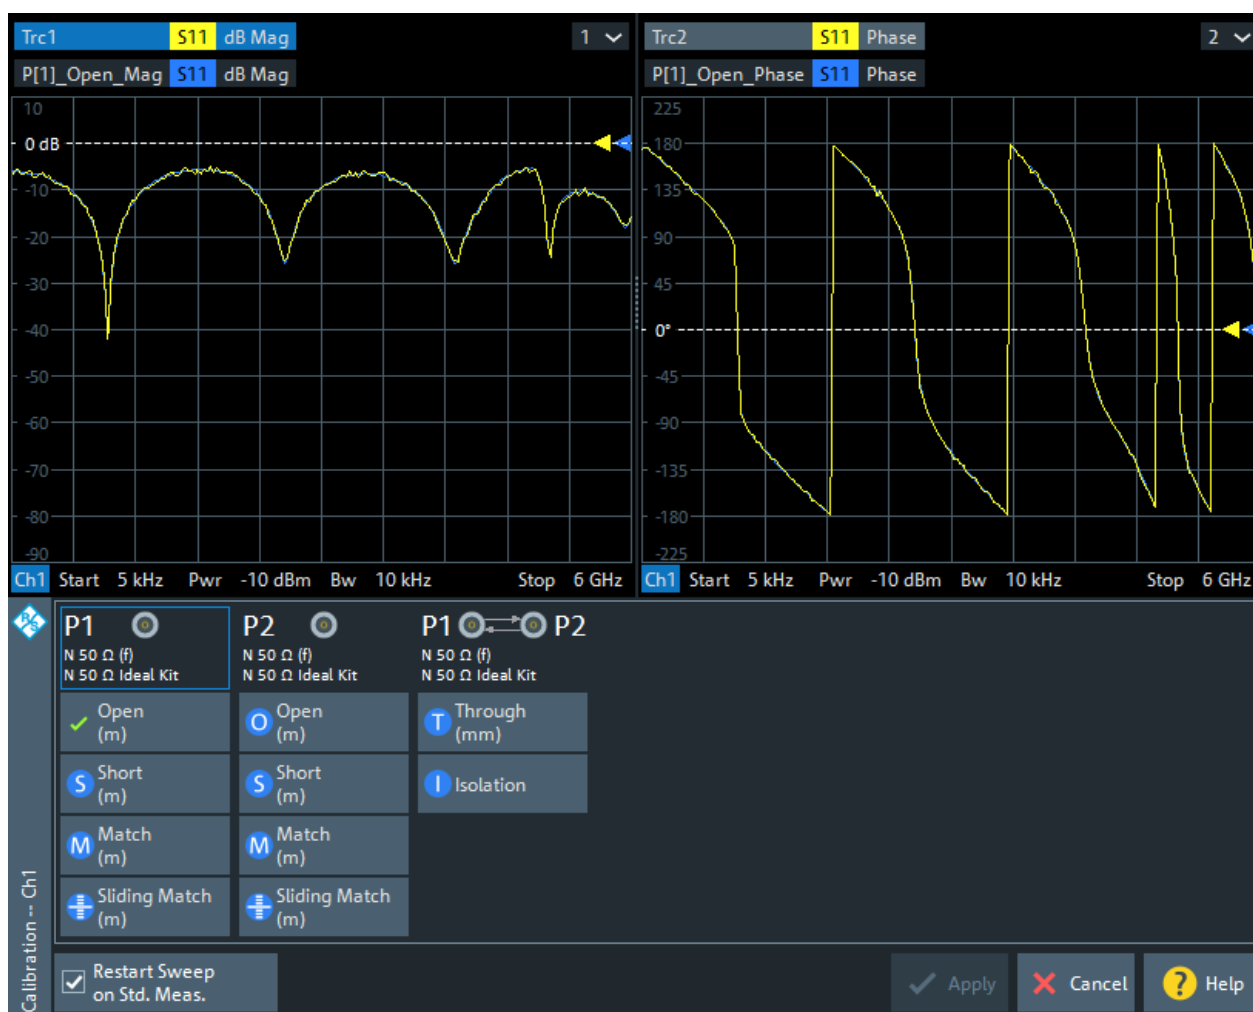 Trc1 S11 dB Mag 1
P[1]_Open_Mag S11 dB Mag
10
0 dB
-10
-20
-30
-40
-50
-60
-70
-80
-90
Ch1 Start 5 kHz Pwr -10 dBm Bw 10 kHz Stop 6 GHz
Trc2 S11 Phase 2
P[1]_Open_Phase S11 Phase
225
180
135
90
45
0°
-45
-90
-135
-180
-225
Ch1 Start 5 kHz Pwr -10 dBm Bw 10 kHz Stop 6 GHz
R/S
Calibration -- Ch1
P1
N 50 Ω (f)
N 50 Ω Ideal Kit
Open
(m)
S Short
(m)
M Match
(m)
Sliding Match
(m)
P2
N 50 Ω (f)
N 50 Ω Ideal Kit
O Open
(m)
S Short
(m)
M Match
(m)
Sliding Match
(m)
P1 P2
N 50 Ω (f)
N 50 Ω Ideal Kit
T Through
(mm)
I Isolation
Restart Sweep
on Std. Meas.
Apply
Cancel
? Help